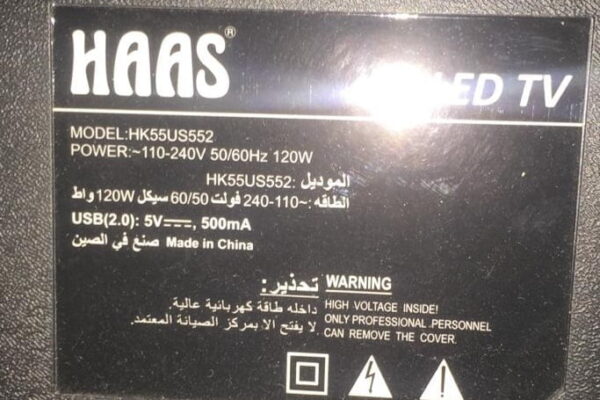 HAAS®
LED TV
MODEL:HK55US552
POWER:~110-240V 50/60Hz 120W
الموديل :HK55US552
الطاقه :~110-240 فولت 60/50 سيكل 120W واط
USB(2.0): 5V⎓, 500mA
صنع في الصين Made in China
تحذير: WARNING
داخله طاقة كهربائية عالية. HIGH VOLTAGE INSIDE!
لا يفتح الا بمركز الصيانة المعتمد. ONLY PROFESSIONAL .PERSONNEL
CAN REMOVE THE COVER.